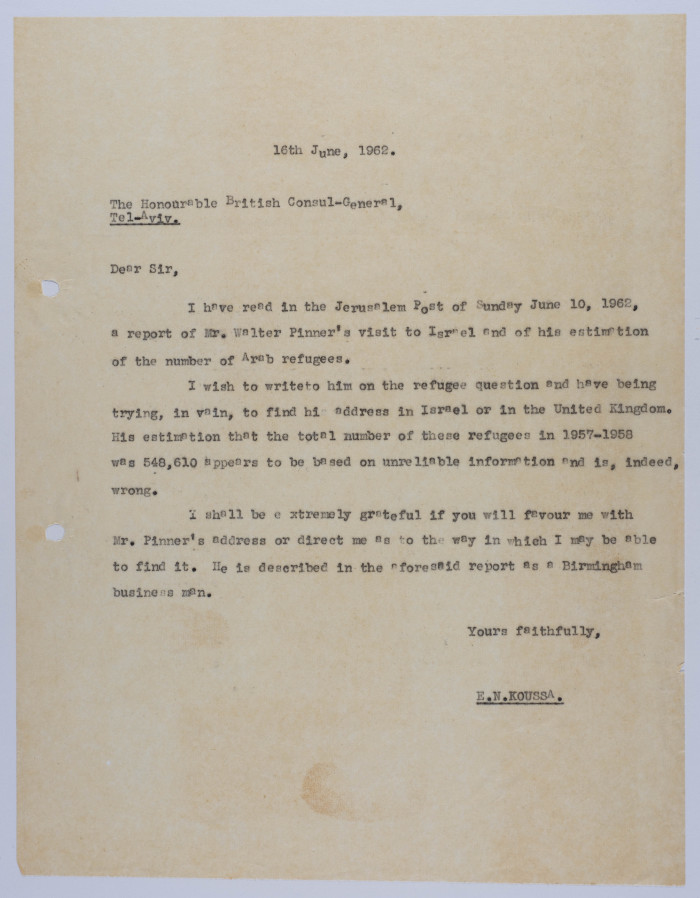 16th June, 1962.
The Honourable British Consul-General,
Tel-Aviv.
Dear Sir,
I have read in the Jerusalem Post of Sunday June 10, 1962,
a report of Mr. Walter Pinner's visit to Israel and of his estimation
of the number of Arab refugees.
I wish to writeto him on the refugee question and have being
trying, in vain, to find hi address in Israel or in the United Kingdom.
His estimation that the total number of these refugees in 1957-1958
was 548,610 appears to be based on unreliable information and is, indeed,
wrong.
I shall be e xtremely grateful if you will favour me with
Mr. Pinner's address or direct me as to the way in which I may be able
to find it. He is described in the aforesaid report as a Birmingham
business man.
Yours faithfully,
E.N.KOUSSA.